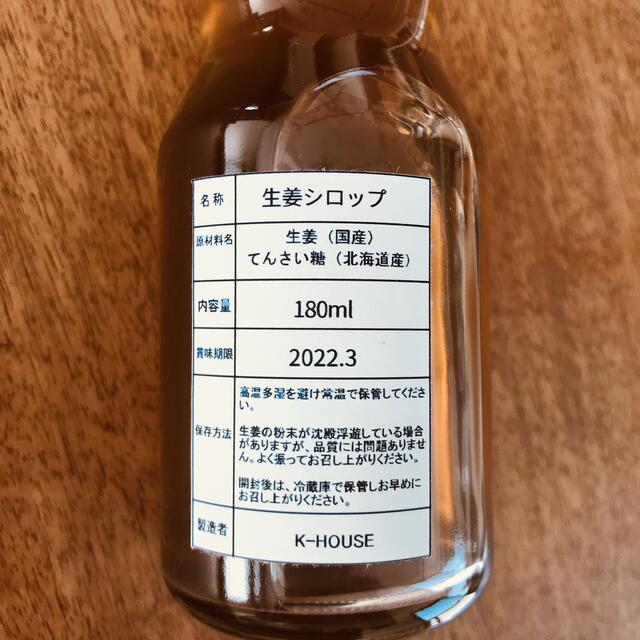 名称 生姜シロップ
原材料名 生姜（国産）
てんさい糖（北海道産）
内容量 180ml
賞味期限 2022.3
保存方法 高温多湿を避け常温で保管してくださ
い。
生姜の粉末が沈殿浮遊している場合
がありますが、品質には問題ありませ
ん。よく振ってお召し上がりください。
開封後は、冷蔵庫で保管しお早めに
お召し上がりください。
製造者 K-HOUSE